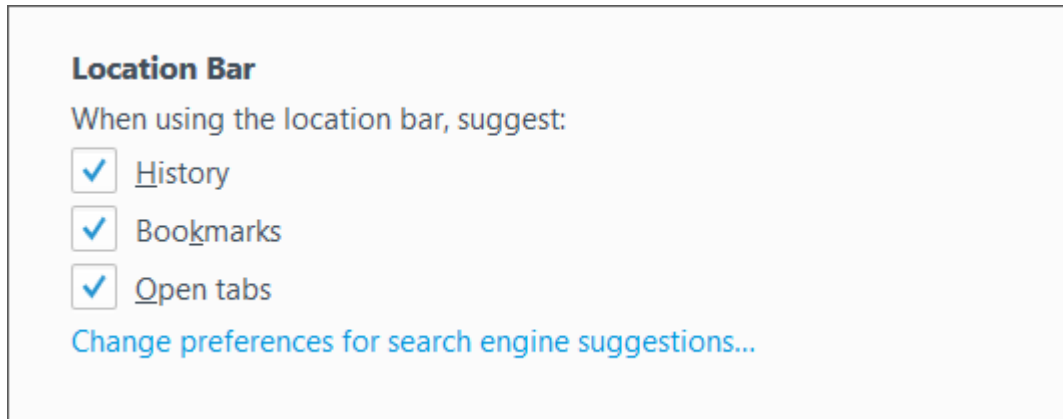 Location Bar
When using the location bar, suggest:
History
Bookmarks
Open tabs
Change preferences for search engine suggestions...